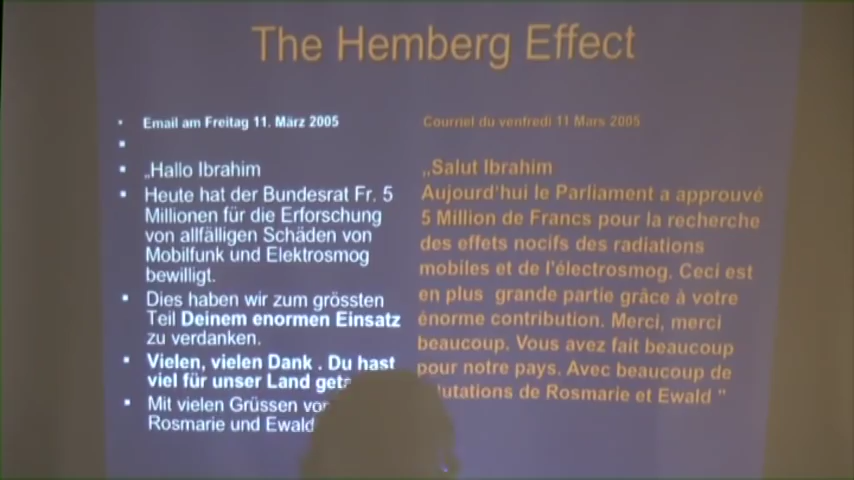 The Hemberg Effect
Email am Freitag 11. März 2005
„Hallo Ibrahim
Heute hat der Bundesrat Fr. 5
Millionen für die Erforschung
von allfälligen Schäden von
Mobilfunk und Elektrosmog
bewilligt.
Dies haben wir zum grössten
Teil Deinem enormen Einsatz
zu verdanken.
Vielen, vielen Dank . Du hast
viel für unser Land
Mit vielen Grüssen
Rosmarie und Ewald
Courriel du venfredi 11 Mars 2005
„Salut Ibrahim
Aujourd'hui le Parliament a approuvé
5 Million de Francs pour la recherche
des effets nocifs des radiations
mobiles et de l'électrosmog. Ceci est
en plus grande partie grâce à votre
énorme contribution. Merci, merci
beaucoup. Vous avez fait beaucoup
pour notre pays. Avec beaucoup de
de Rosmarie et Ewald "